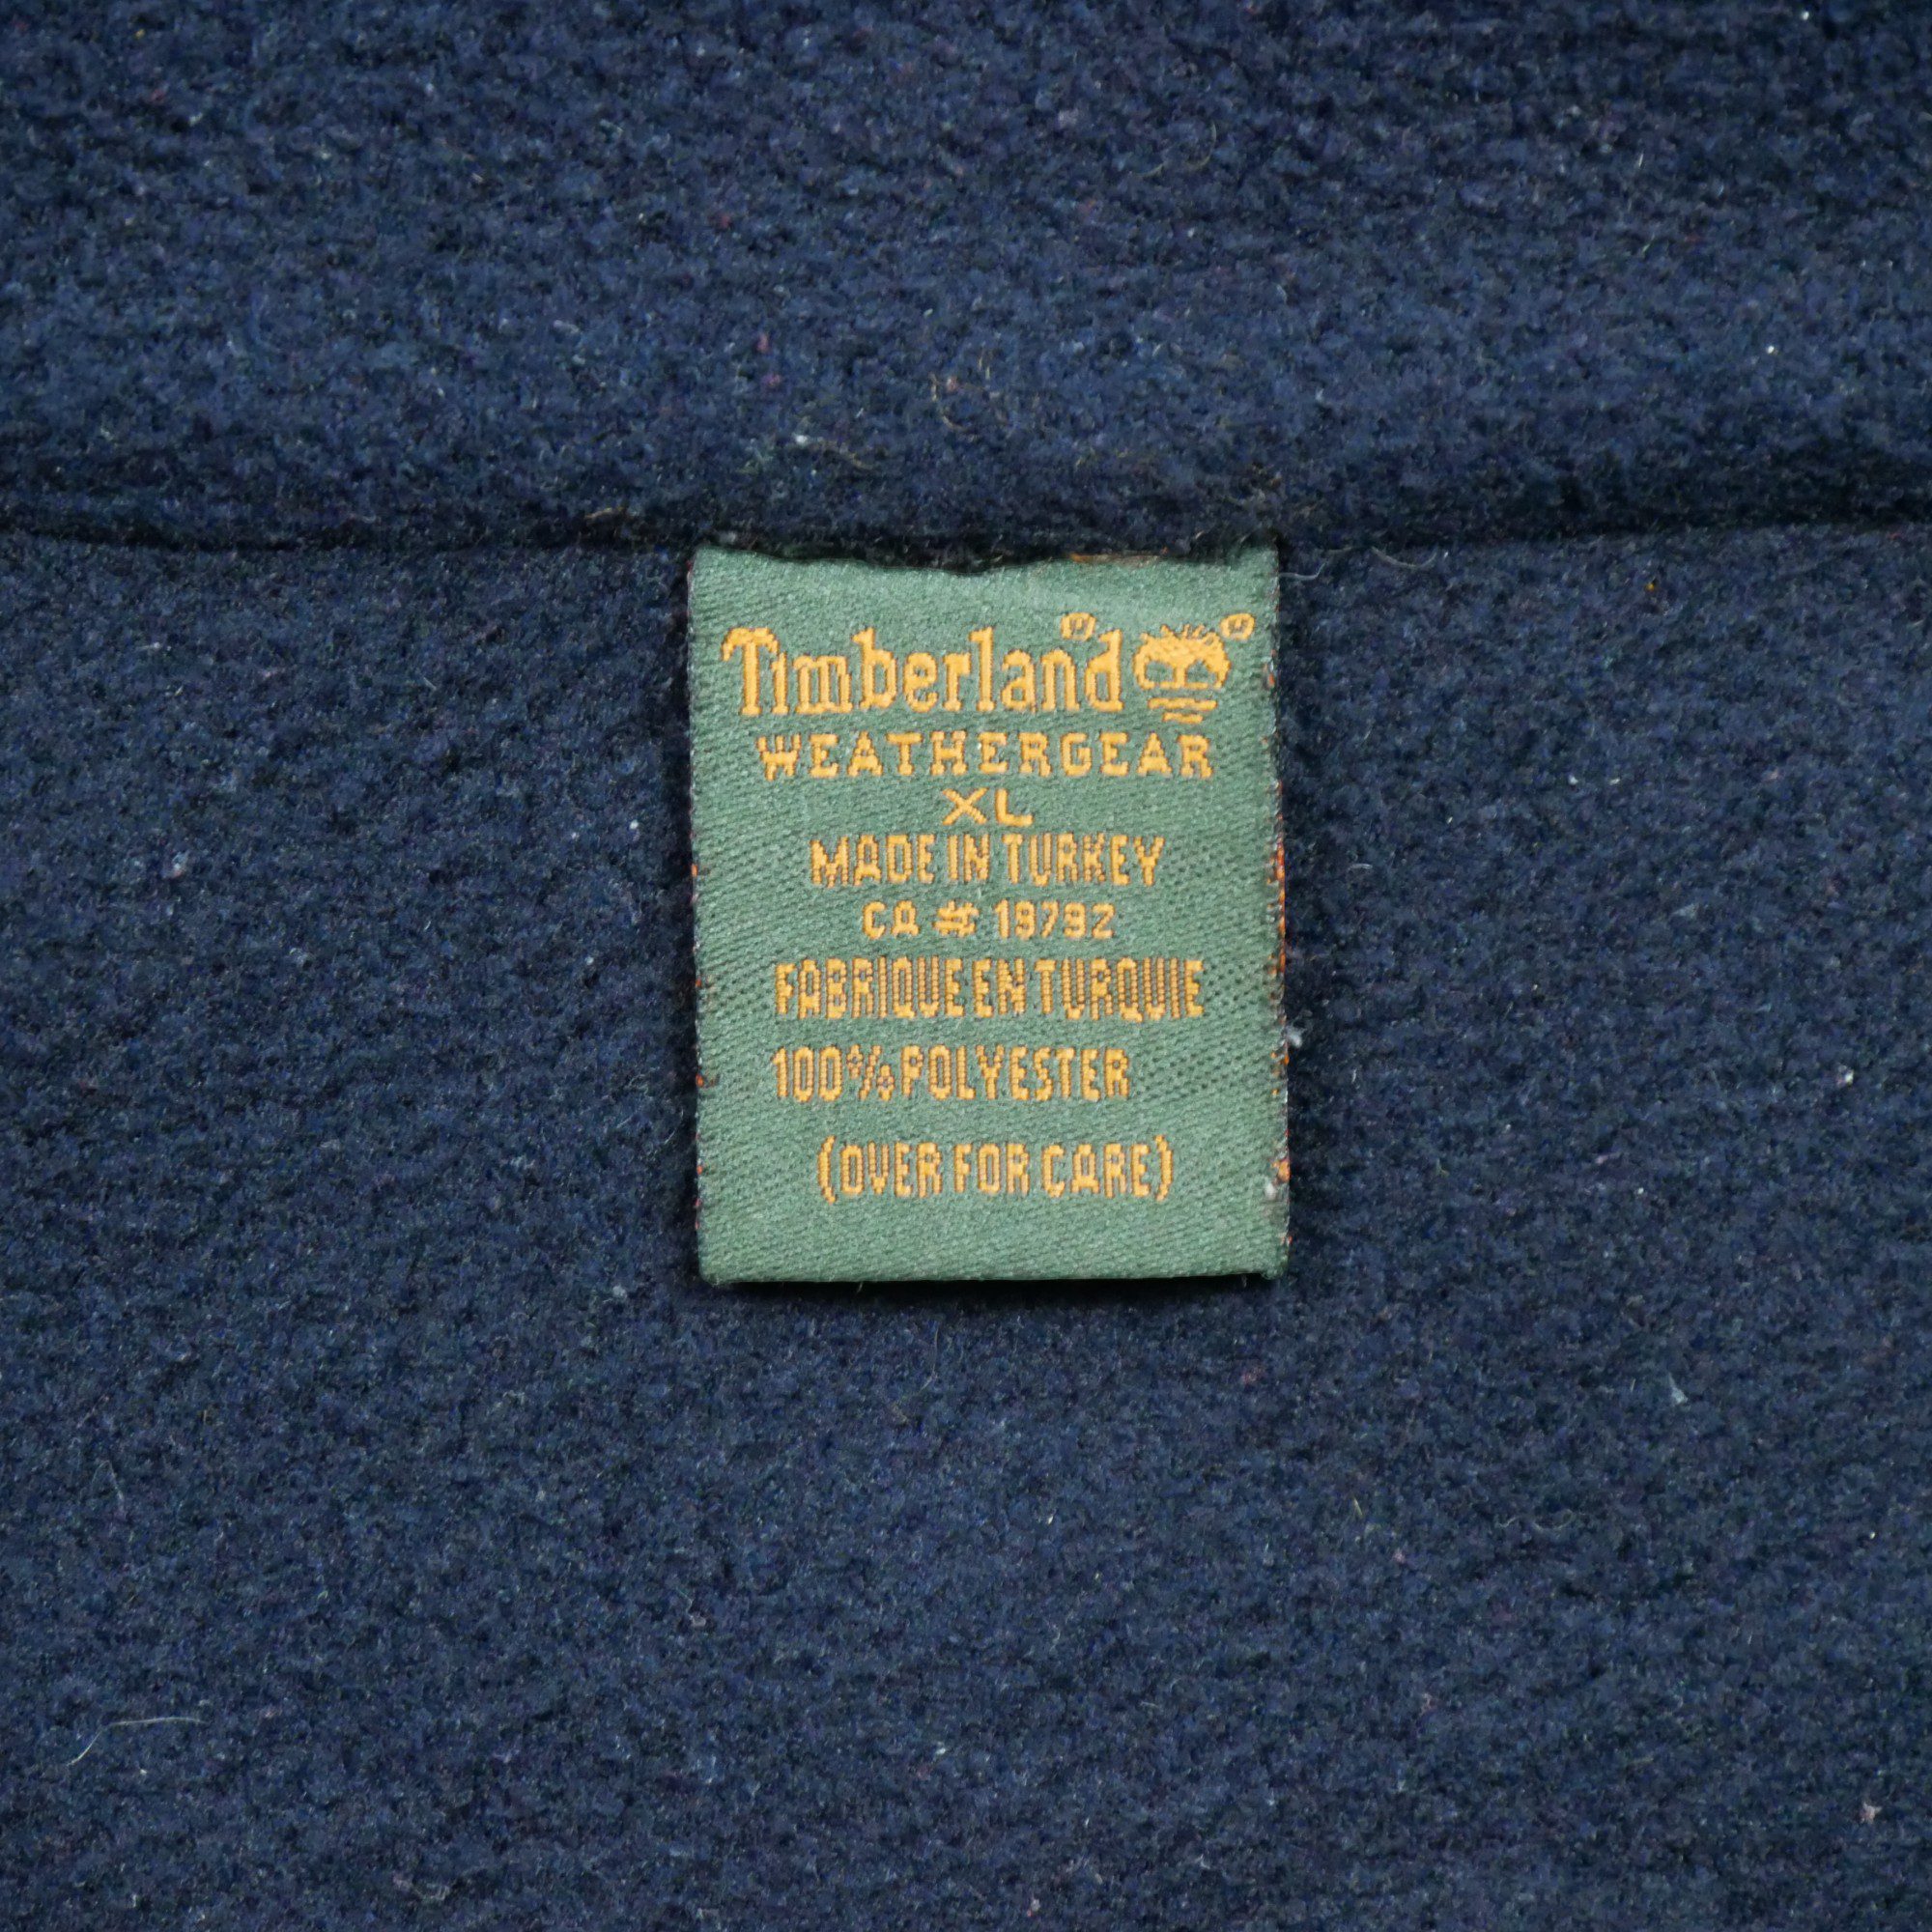 Timberland®
WEATHERGEAR
XL
MADE IN TURKEY
CA # 19792
FABRIQUE EN TURQUIE
100% POLYESTER
(OVER FOR CARE)